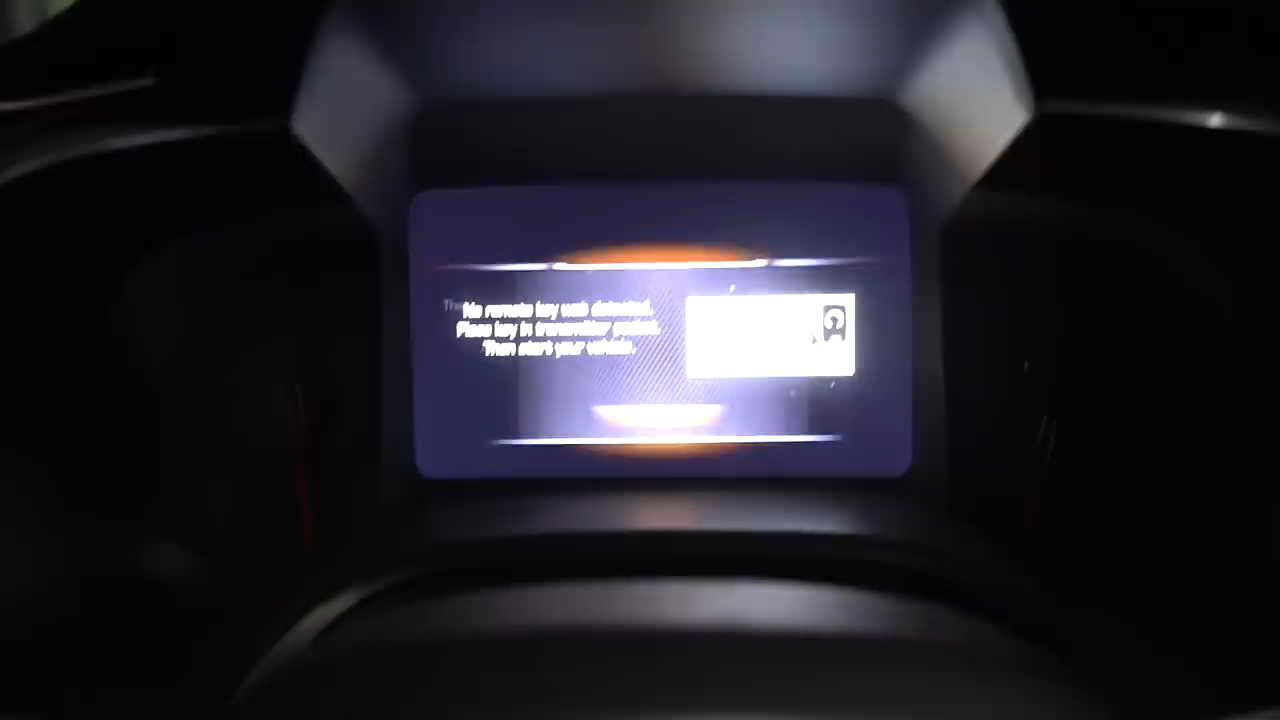 No remote key was detected.
Place key in transmitter pocket.
Then start your vehicle.